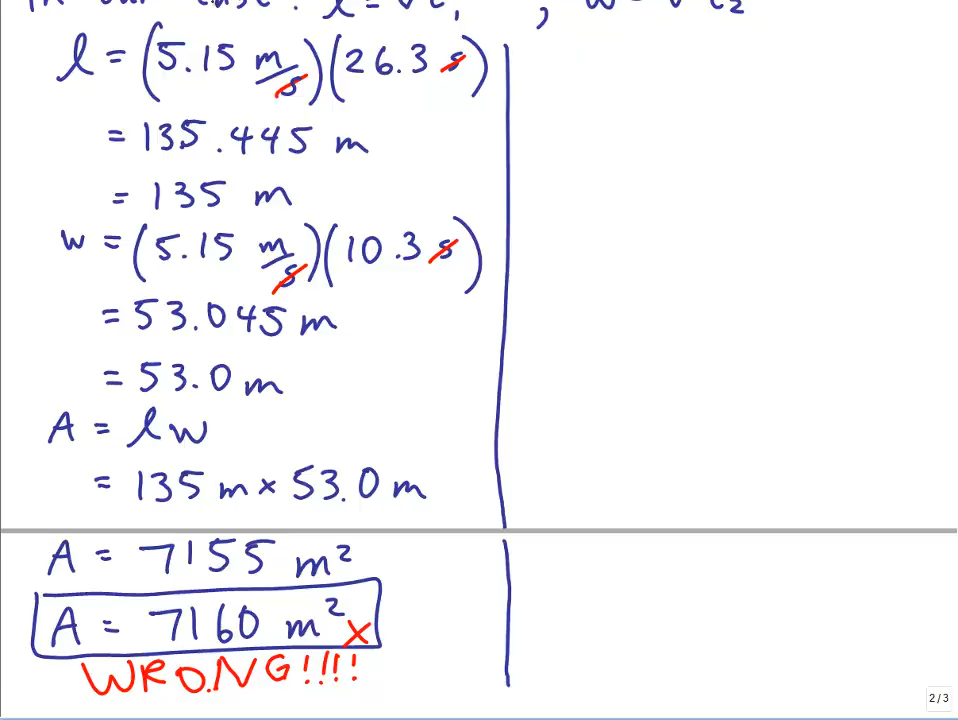 l = (5.15 m/s)(26.3 s)
= 135.445 m
= 135 m
w = (5.15 m/s)(10.3 s)
= 53.045 m
= 53.0 m
A = lw
= 135 m × 53.0 m
A = 7155 m²
A = 7160 m² X
WRONG!!!!
2/3